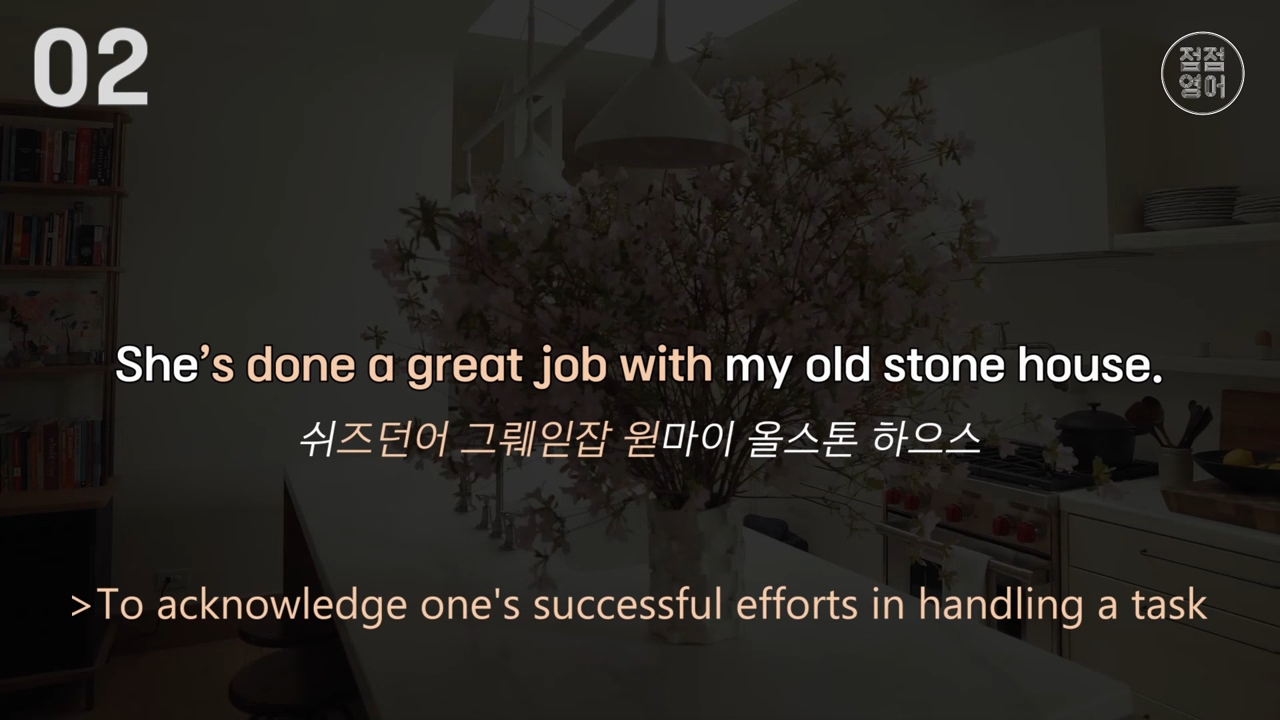 02
점점
영어
She’s done a great job with my old stone house.
쉬즈던어 그뤠읻잡 윋마이 올스톤 하으스
>To acknowledge one's successful efforts in handling a task